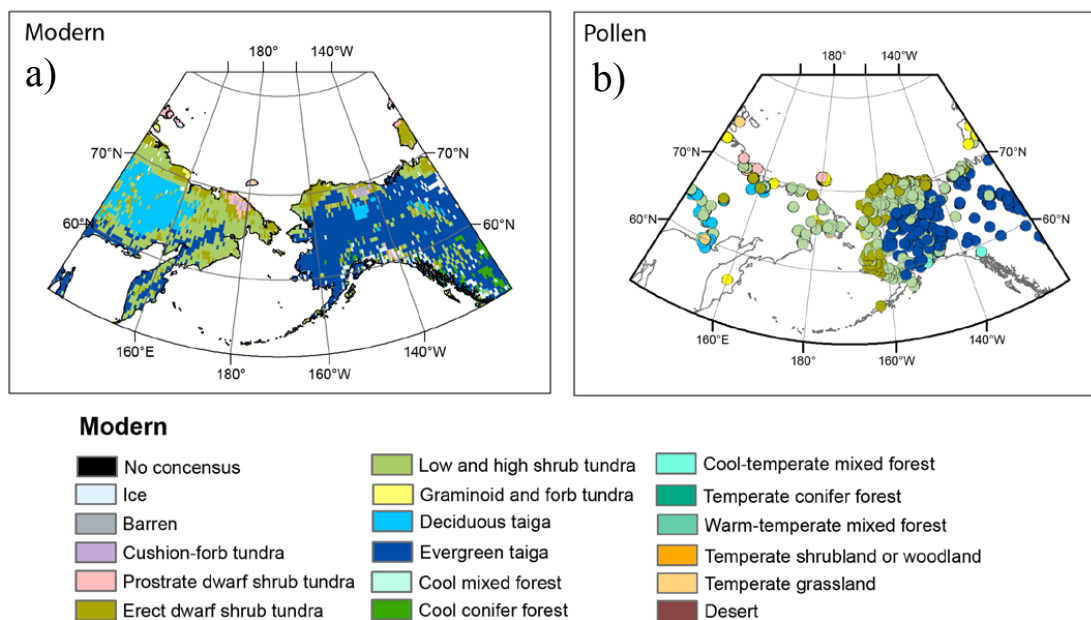 Modern
a)
180°
140°W
70°N
60°N
60°N
160°E
180°
160°W
140°W
Pollen
b)
180°
140°W
70°N
60°N
60°N
160°E
180°
160°W
140°W
Modern
No concensus
Ice
Barren
Cushion-forb tundra
Prostrate dwarf shrub tundra
Erect dwarf shrub tundra
Low and high shrub tundra
Graminoid and forb tundra
Deciduous taiga
Evergreen taiga
Cool mixed forest
Cool conifer forest
Cool-temperate mixed forest
Temperate conifer forest
Warm-temperate mixed forest
Temperate shrubland or woodland
Temperate grassland
Desert